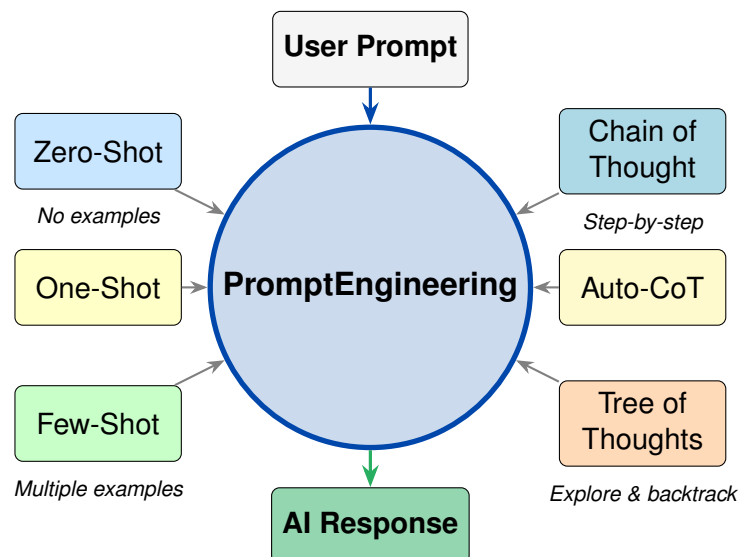 User Prompt
Zero-Shot
No examples
One-Shot
Few-Shot
Multiple examples
PromptEngineering
Chain of
Thought
Step-by-step
Auto-CoT
Tree of
Thoughts
Explore & backtrack
AI Response